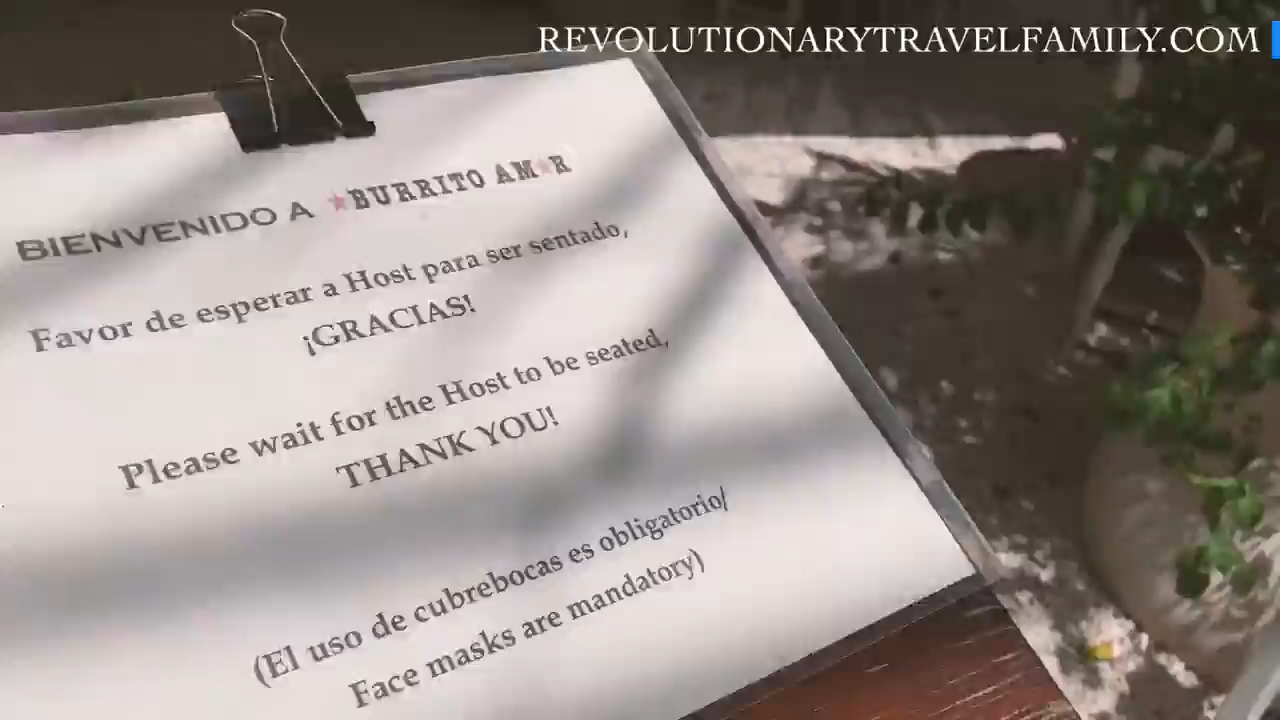 REVOLUTIONARYTRAVELFAMILY.COM
BIENVENIDO A ★BURRITO AM★R
Favor de esperar a Host para ser sentado,
¡GRACIAS!
Please wait for the Host to be seated,
THANK YOU!
(El uso de cubrebocas es obligatorio/
Face masks are mandatory)